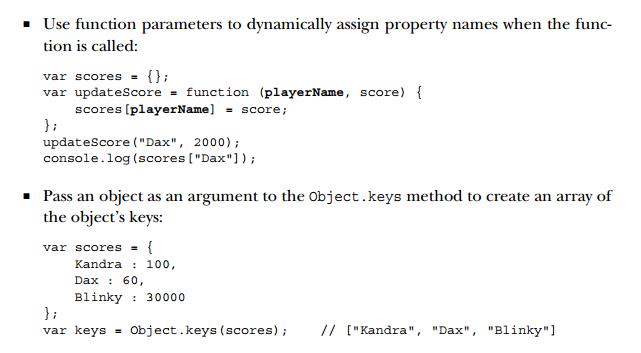 ▪ Use function parameters to dynamically assign property names when the func-
tion is called:
var scores = {};
var updateScore = function (playerName, score) {
    scores[playerName] = score;
};
updateScore("Dax", 2000);
console.log(scores["Dax"]);
▪ Pass an object as an argument to the Object.keys method to create an array of
the object's keys:
var scores = {
    Kandra : 100,
    Dax : 60,
    Blinky : 30000
};
var keys = Object.keys(scores);    // ["Kandra", "Dax", "Blinky"]